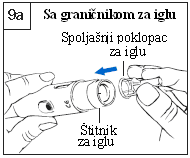 9a
Sa graničnikom za iglu
Spoljašnji poklopac
za iglu
Štitnik
za iglu